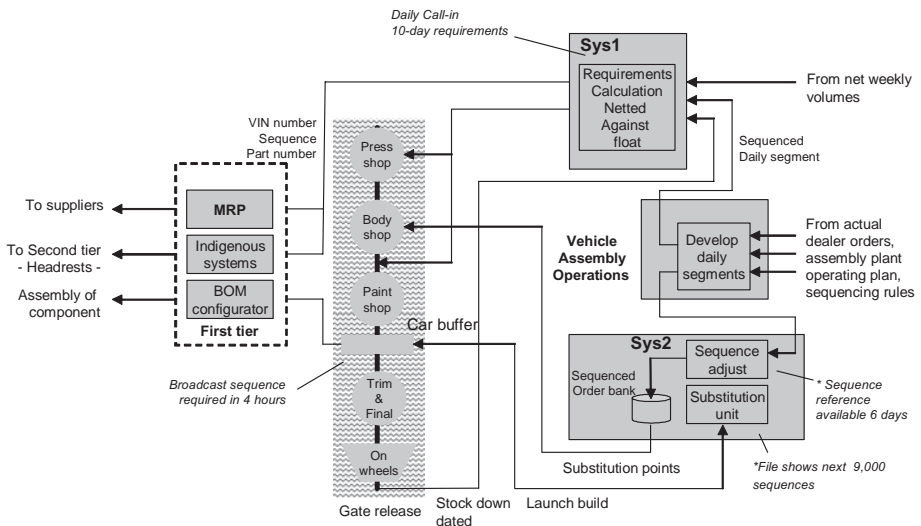 Daily Call-in
10-day requirements
Sys1
Requirements
Calculation
Netted
Against
float
From net weekly
volumes
VIN number
Sequence
Part number
Sequenced
Daily segment
Press
shop
MRP
To suppliers
Body
shop
Indigenous
systems
To Second tier
- Headrests -
Vehicle
Assembly
Operations
Develop
daily
segments
From actual
dealer orders,
assembly plant
operating plan,
sequencing rules
BOM
configurator
Assembly of
component
First tier
Paint
shop
Car buffer
Sys2
Sequence
adjust
Sequenced
Order bank
Substitution
unit
* Sequence
reference
available 6 days
Broadcast sequence
required in 4 hours
Trim
&
Final
On
wheels
Substitution points
*File shows next 9,000
sequences
Gate release
Stock down
dated
Launch build